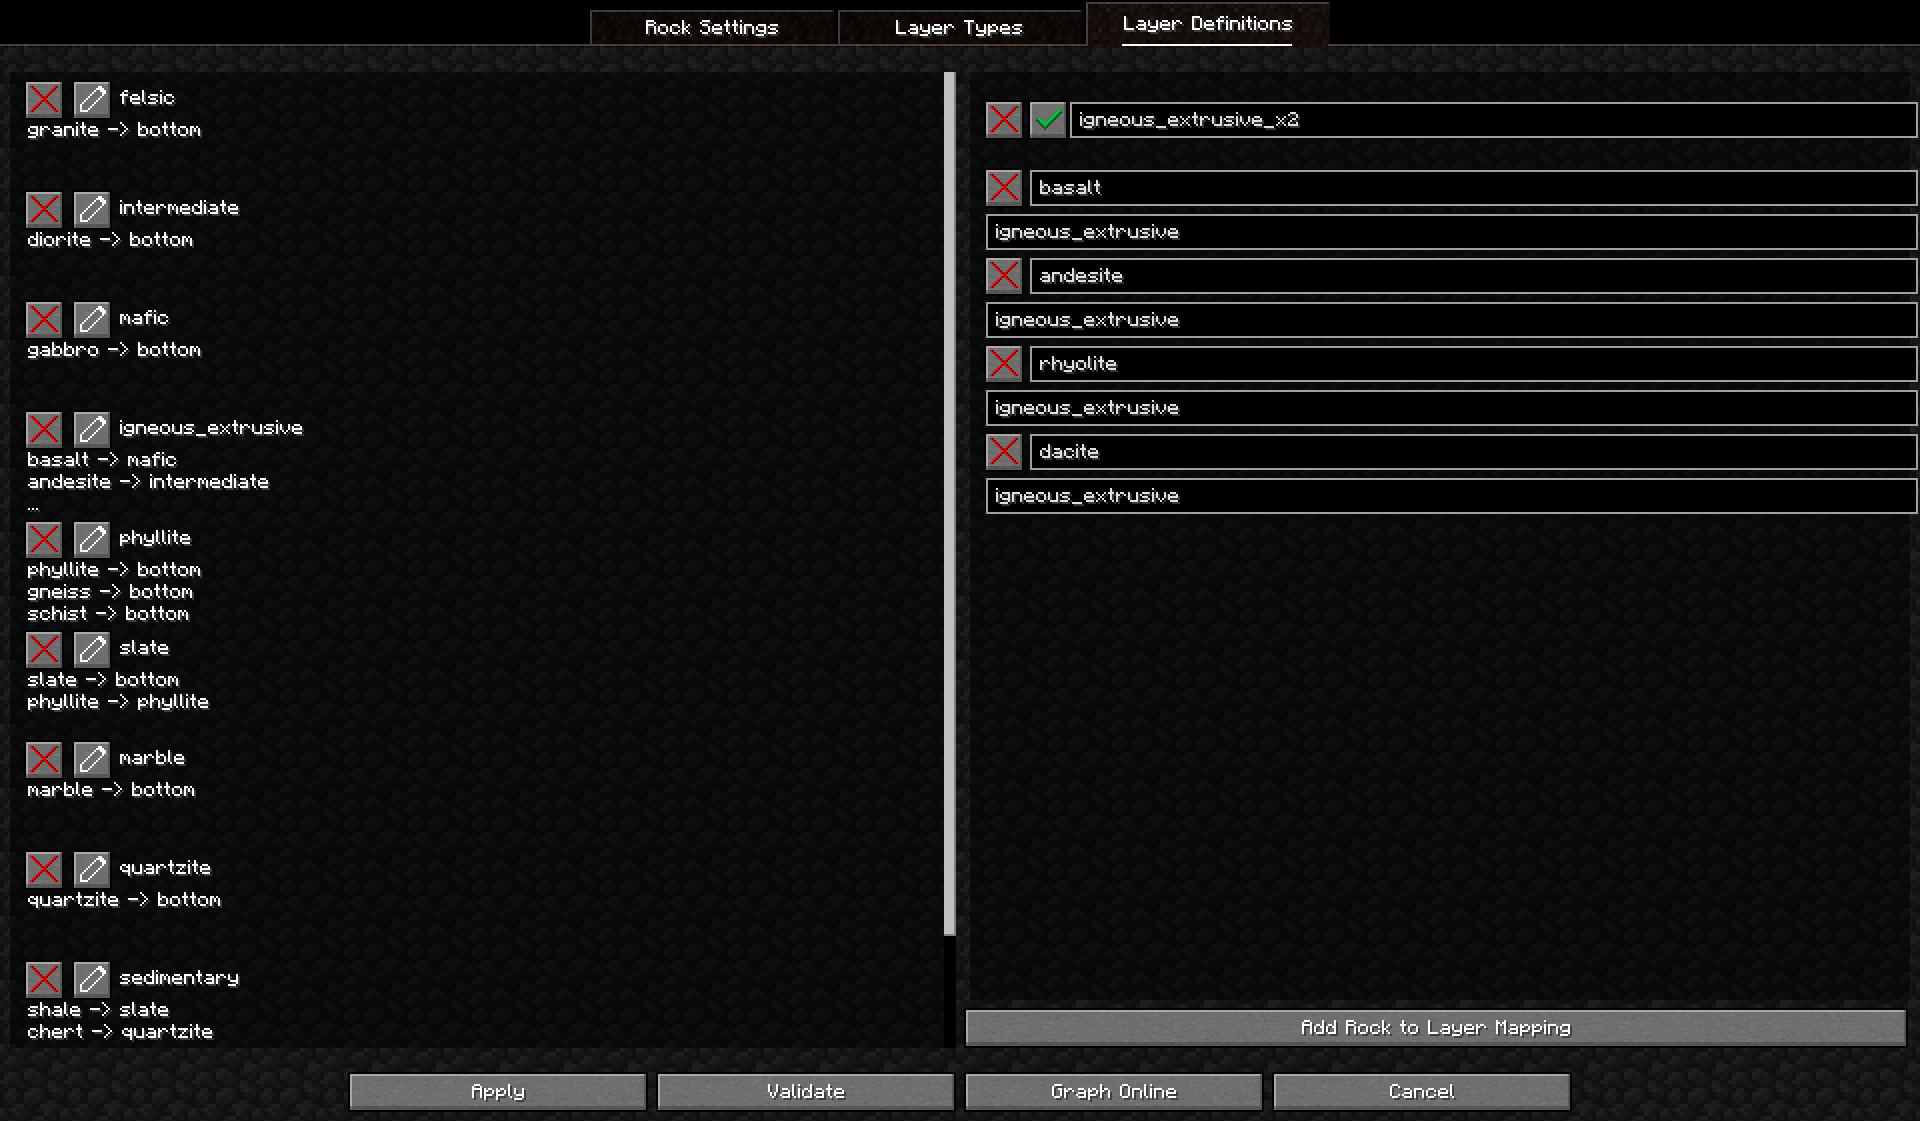 Rock Settings
Layer Types
Layer Definitions
felsic
granite -> bottom
intermediate
diorite -> bottom
mafic
gabbro -> bottom
igneous_extrusive
basalt -> mafic
andesite -> intermediate
...
phyllite
phyllite -> bottom
gneiss -> bottom
schist -> bottom
slate
slate -> bottom
phyllite -> phyllite
marble
marble -> bottom
quartzite
quartzite -> bottom
sedimentary
shale -> slate
chert -> quartzite
igneous_extrusive_x2
basalt
igneous_extrusive
andesite
igneous_extrusive
rhyolite
igneous_extrusive
dacite
igneous_extrusive
Add Rock to Layer Mapping
Apply
Validate
Graph Online
Cancel